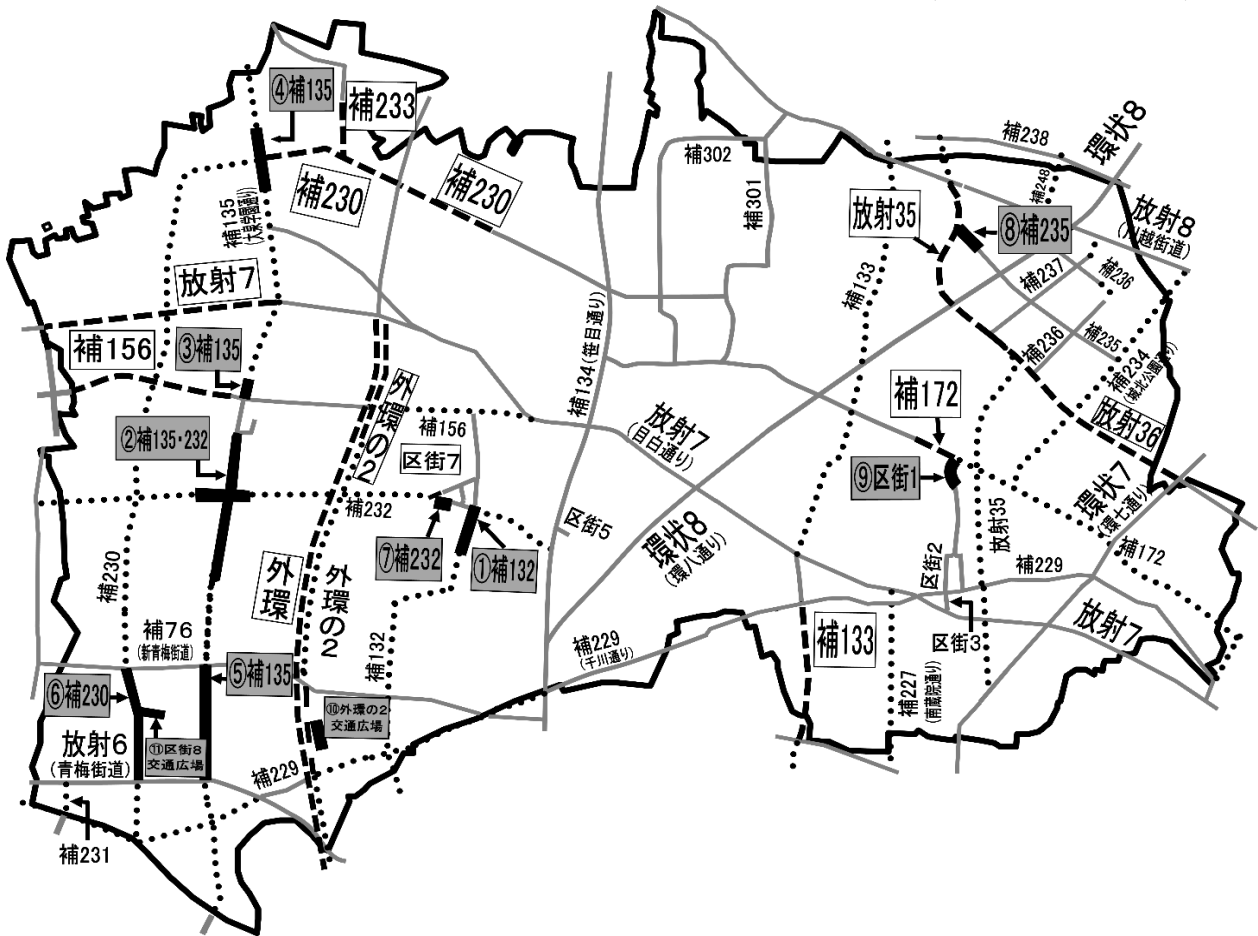 ④補135
補233
補302
補301
補238
環状8
補248
放射8
(川越街道)
補230
補230
補135
(大泉学園通り)
放射35
⑧補235
補133
補237
補236
放射7
補156
③補135
補134(笹目通り)
補236
補235
補234
(城北公園通り)
外環の2
補172
放射36
②補135・232
補156
区街7
放射7
(目白通り)
⑨区街1
環状7
(環七通り)
補232
区街5
環状8
(環八通り)
放射35
補172
⑦補232
①補132
補230
外環
外環の2
区街2
補229
放射7
補76
(新青梅街道)
補132
補229
(千川通り)
補133
区街3
⑤補135
⑥補230
補227
(南蔵院通り)
⑩外環の2
交通広場
放射6
(青梅街道)
⑪区街8
交通広場
補229
補231